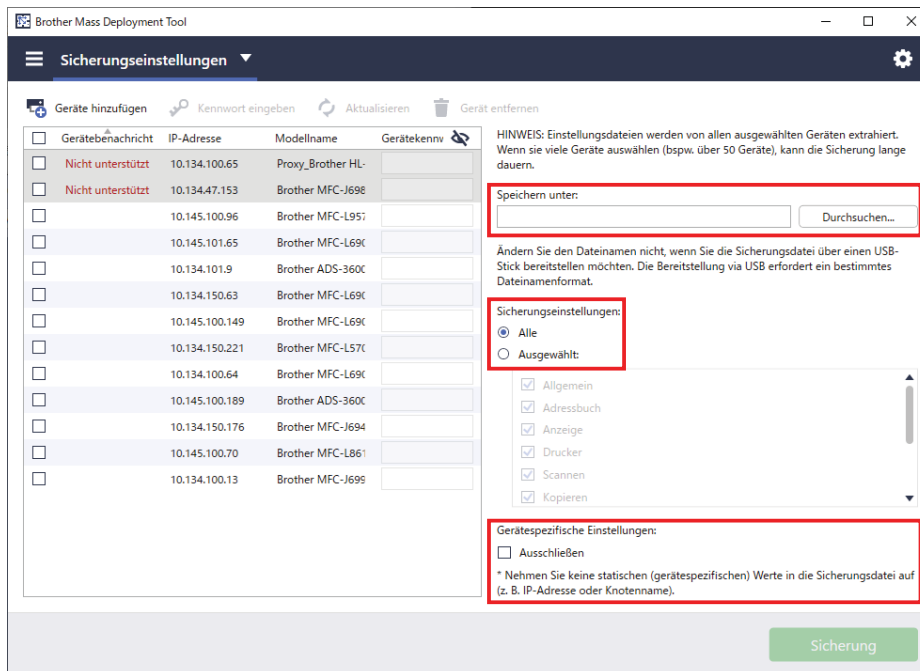 Brother Mass Deployment Tool
Sicherungseinstellungen
Geräte hinzufügen Kennwort eingeben Aktualisieren Gerät entfernen
Gerätebenachricht IP-Adresse Modellname Gerätekennv
Nicht unterstützt 10.134.100.65 Proxy_Brother HL-
Nicht unterstützt 10.134.47.153 Brother MFC-J698
10.145.100.96 Brother MFC-L957
10.145.101.65 Brother MFC-L690
10.134.101.9 Brother ADS-3600
10.134.150.63 Brother MFC-L690
10.145.100.149 Brother MFC-L690
10.134.150.221 Brother MFC-L570
10.134.100.64 Brother MFC-L690
10.145.100.189 Brother ADS-3600
10.134.150.176 Brother MFC-J694
10.145.100.70 Brother MFC-L861
10.134.100.13 Brother MFC-J699
HINWEIS: Einstellungsdateien werden von allen ausgewählten Geräten extrahiert.
Wenn sie viele Geräte auswählen (bspw. über 50 Geräte), kann die Sicherung lange
dauern.
Speichern unter:
Durchsuchen...
Ändern Sie den Dateinamen nicht, wenn Sie die Sicherungsdatei über einen USB-
Stick bereitstellen möchten. Die Bereitstellung via USB erfordert ein bestimmtes
Dateinamenformat.
Sicherungseinstellungen:
Alle
Ausgewählt:
Allgemein
Adressbuch
Anzeige
Drucker
Scannen
Kopieren
Gerätespezifische Einstellungen:
Ausschließen
* Nehmen Sie keine statischen (gerätespezifischen) Werte in die Sicherungsdatei auf
(z. B. IP-Adresse oder Knotenname).
Sicherung